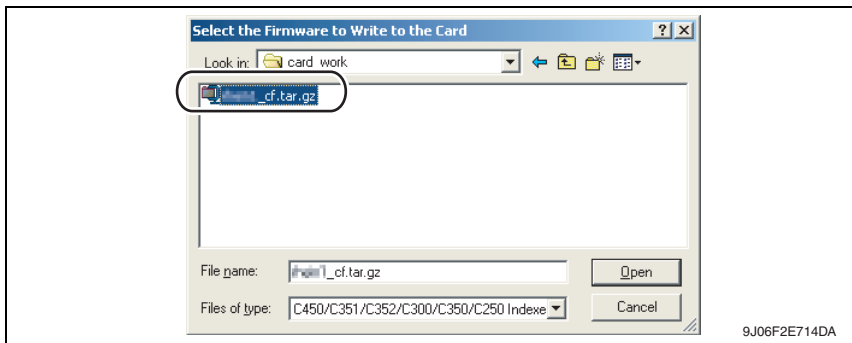 Select the Firmware to Write to the Card
Look in: card_work
_cf.tar.gz
File name: _cf.tar.gz Open
Files of type: C450/C351/C352/C300/C350/C250 Indexe Cancel
9J06F2E714DA